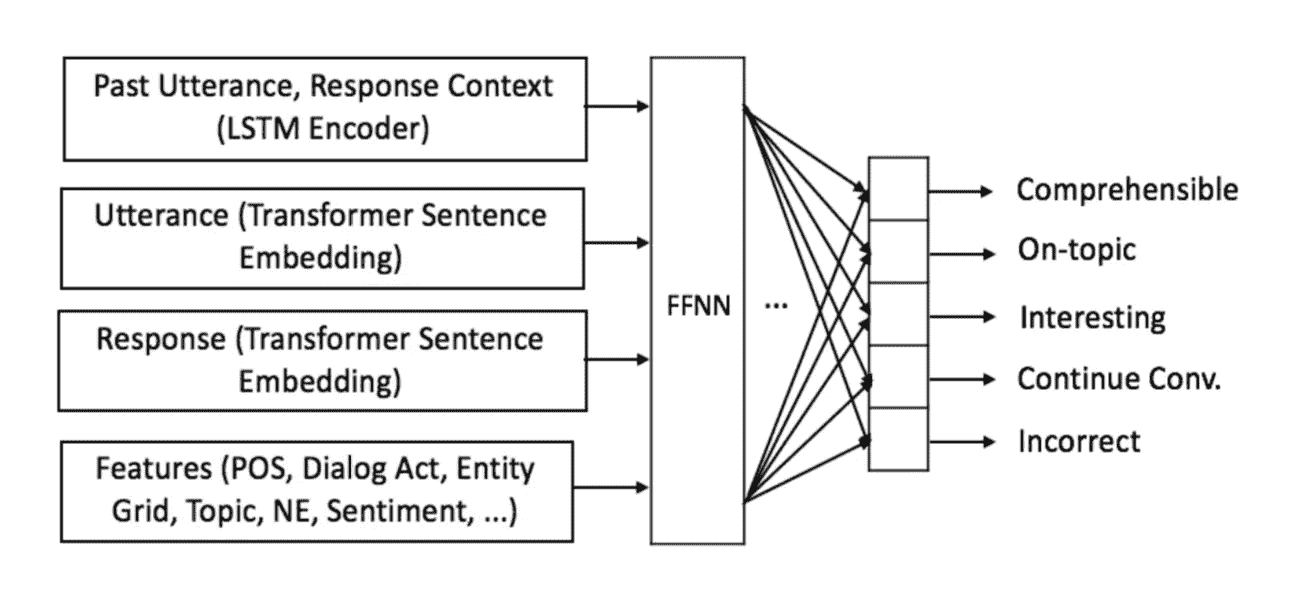 Past Utterance, Response Context
(LSTM Encoder)
Utterance (Transformer Sentence
Embedding)
Response (Transformer Sentence
Embedding)
Features (POS, Dialog Act, Entity
Grid, Topic, NE, Sentiment, ...)
FFNN
...
Comprehensible
On-topic
Interesting
Continue Conv.
Incorrect